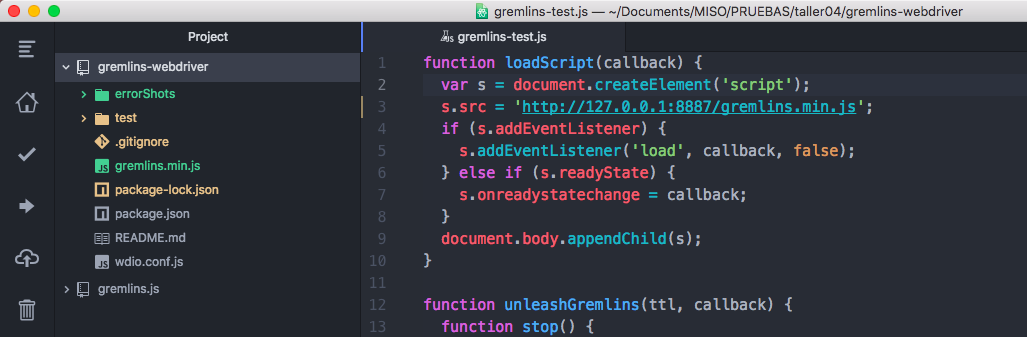 gremlins-test.js — ~/Documents/MISO/PRUEBAS/taller04/gremlins-webdriver
Project
gremlins-webdriver
errorShots
test
.gitignore
gremlins.min.js
package-lock.json
package.json
README.md
wdio.conf.js
gremlins.js
gremlins-test.js
1 function loadScript(callback) {
2   var s = document.createElement('script');
3   s.src = 'http://127.0.0.1:8887/gremlins.min.js';
4   if (s.addEventListener) {
5     s.addEventListener('load', callback, false);
6   } else if (s.readyState) {
7     s.onreadystatechange = callback;
8   }
9   document.body.appendChild(s);
10 }
11
12 function unleashGremlins(ttl, callback) {
13   function stop() {